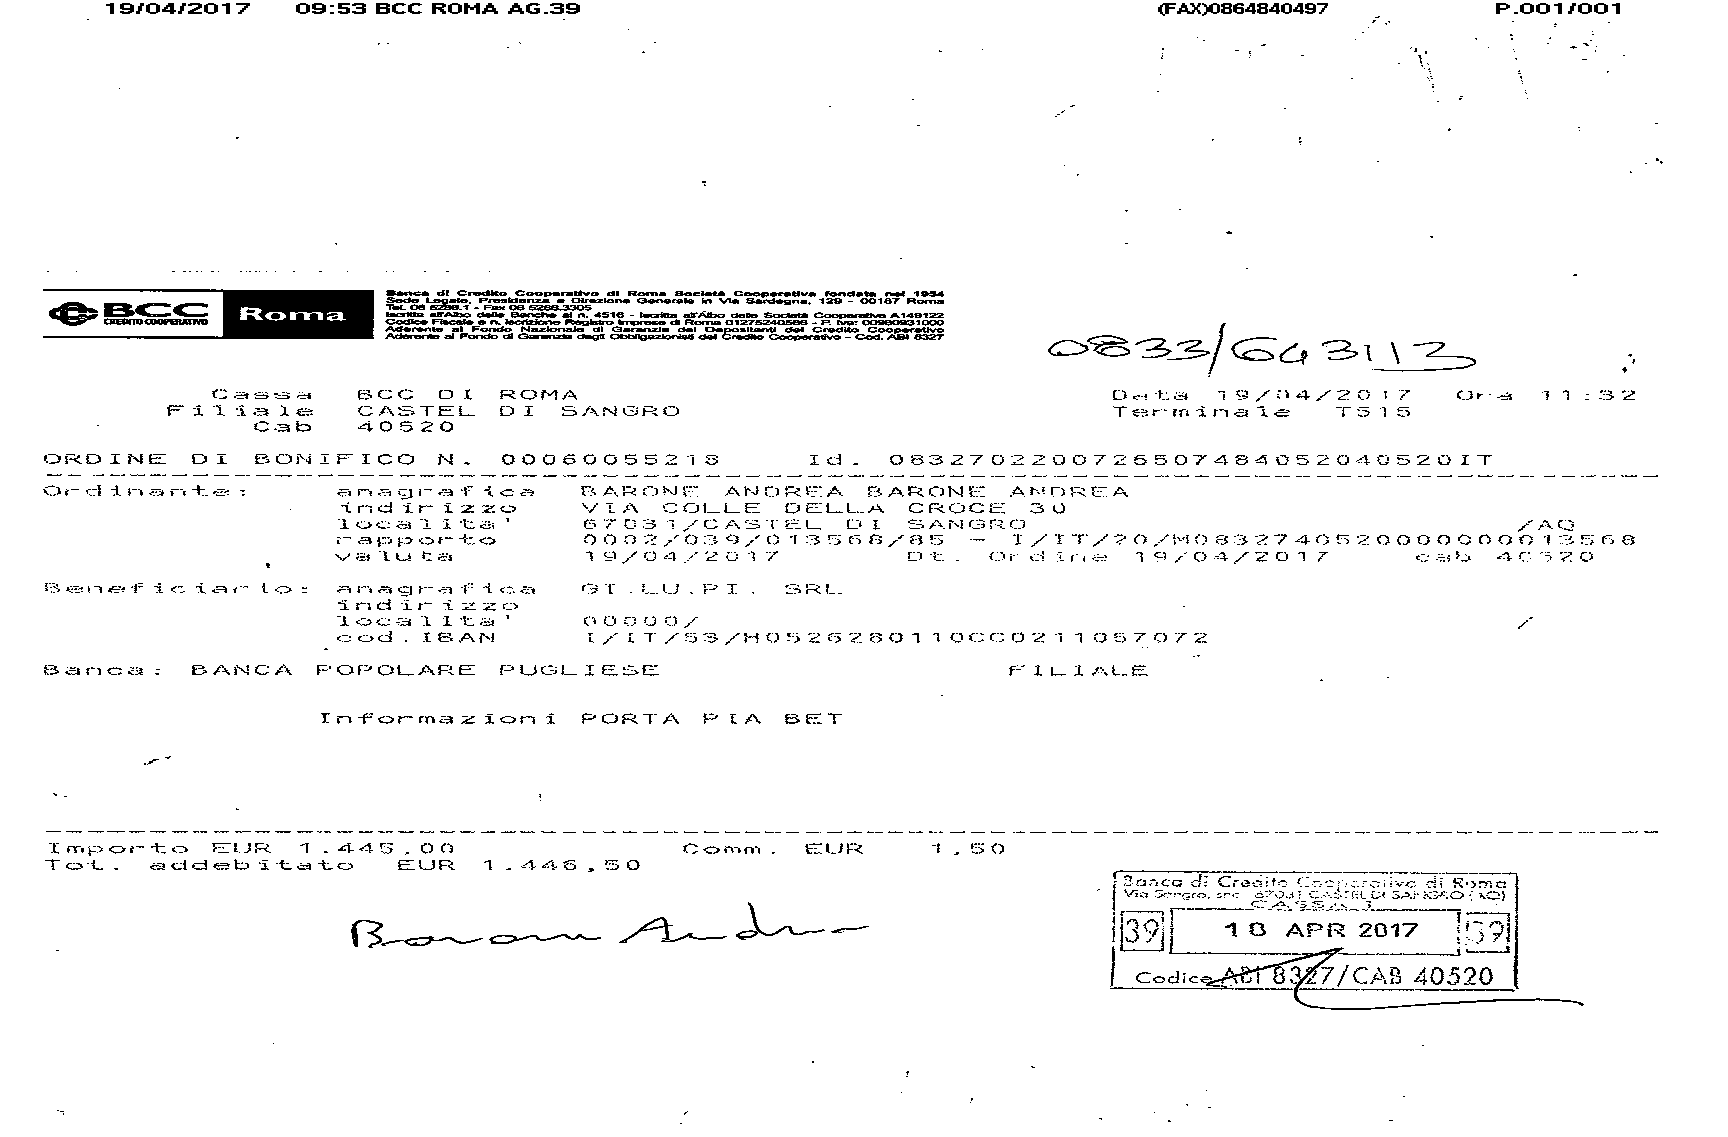 19/04/2017 09:53 BCC ROMA AG.39 (FAX)0864840497 P.001/001
BCC Roma
CREDITO COOPERATIVO
Banca di Credito Cooperativo di Roma Società Cooperativa fondata nel 1954
Sede Legale, Presidenza e Direzione Generale in Via Sardegna, 129 - 00187 Roma
Tel. 06 5286.1 - Fax 06 5286.3305
Iscritta all'Albo delle Banche al n. 4516 - Iscritta all'Albo delle Società Cooperative A149122
Codice Fiscale e n. Iscrizione Registro Imprese di Roma 01275240586 - P. Iva: 00980931000
Aderente al Fondo Nazionale di Garanzia dei Depositanti del Credito Cooperativo
Aderente al Fondo di Garanzia degli Obbligazionisti del Credito Cooperativo - Cod. ABI 8327
0833/643113
Cassa BCC DI ROMA Data 19/04/2017 Ora 11:32
Filiale CASTEL DI SANGRO Terminale T515
Cab 40520
ORDINE DI BONIFICO N. 00060055218 Id. 0832702200726507484052040520IT
Ordinante: anagrafica BARONE ANDREA BARONE ANDREA
indirizzo VIA COLLE DELLA CROCE 30
localita' 67031/CASTEL DI SANGRO /AQ
rapporto 0002/039/013568/85 - I/IT/20/M0832740520000000013568
valuta 19/04/2017 Dt. Ordine 19/04/2017 cab 40520
Beneficiario: anagrafica GI.LU.PI. SRL
indirizzo
localita' 00000/ /
cod.IBAN I/IT/53/H0526280110CC0211057072
Banca: BANCA POPOLARE PUGLIESE FILIALE
Informazioni PORTA PIA BET
Importo EUR 1.445,00 Comm. EUR 1,50
Tot. addebitato EUR 1.446,50
Barone Andrea
Banca di Credito Cooperativo di Roma
Via Sangro, snc 67031 CASTEL DI SANGRO (AQ)
CASSA
39 18 APR 2017 39
Codice ABI 8327/CAB 40520